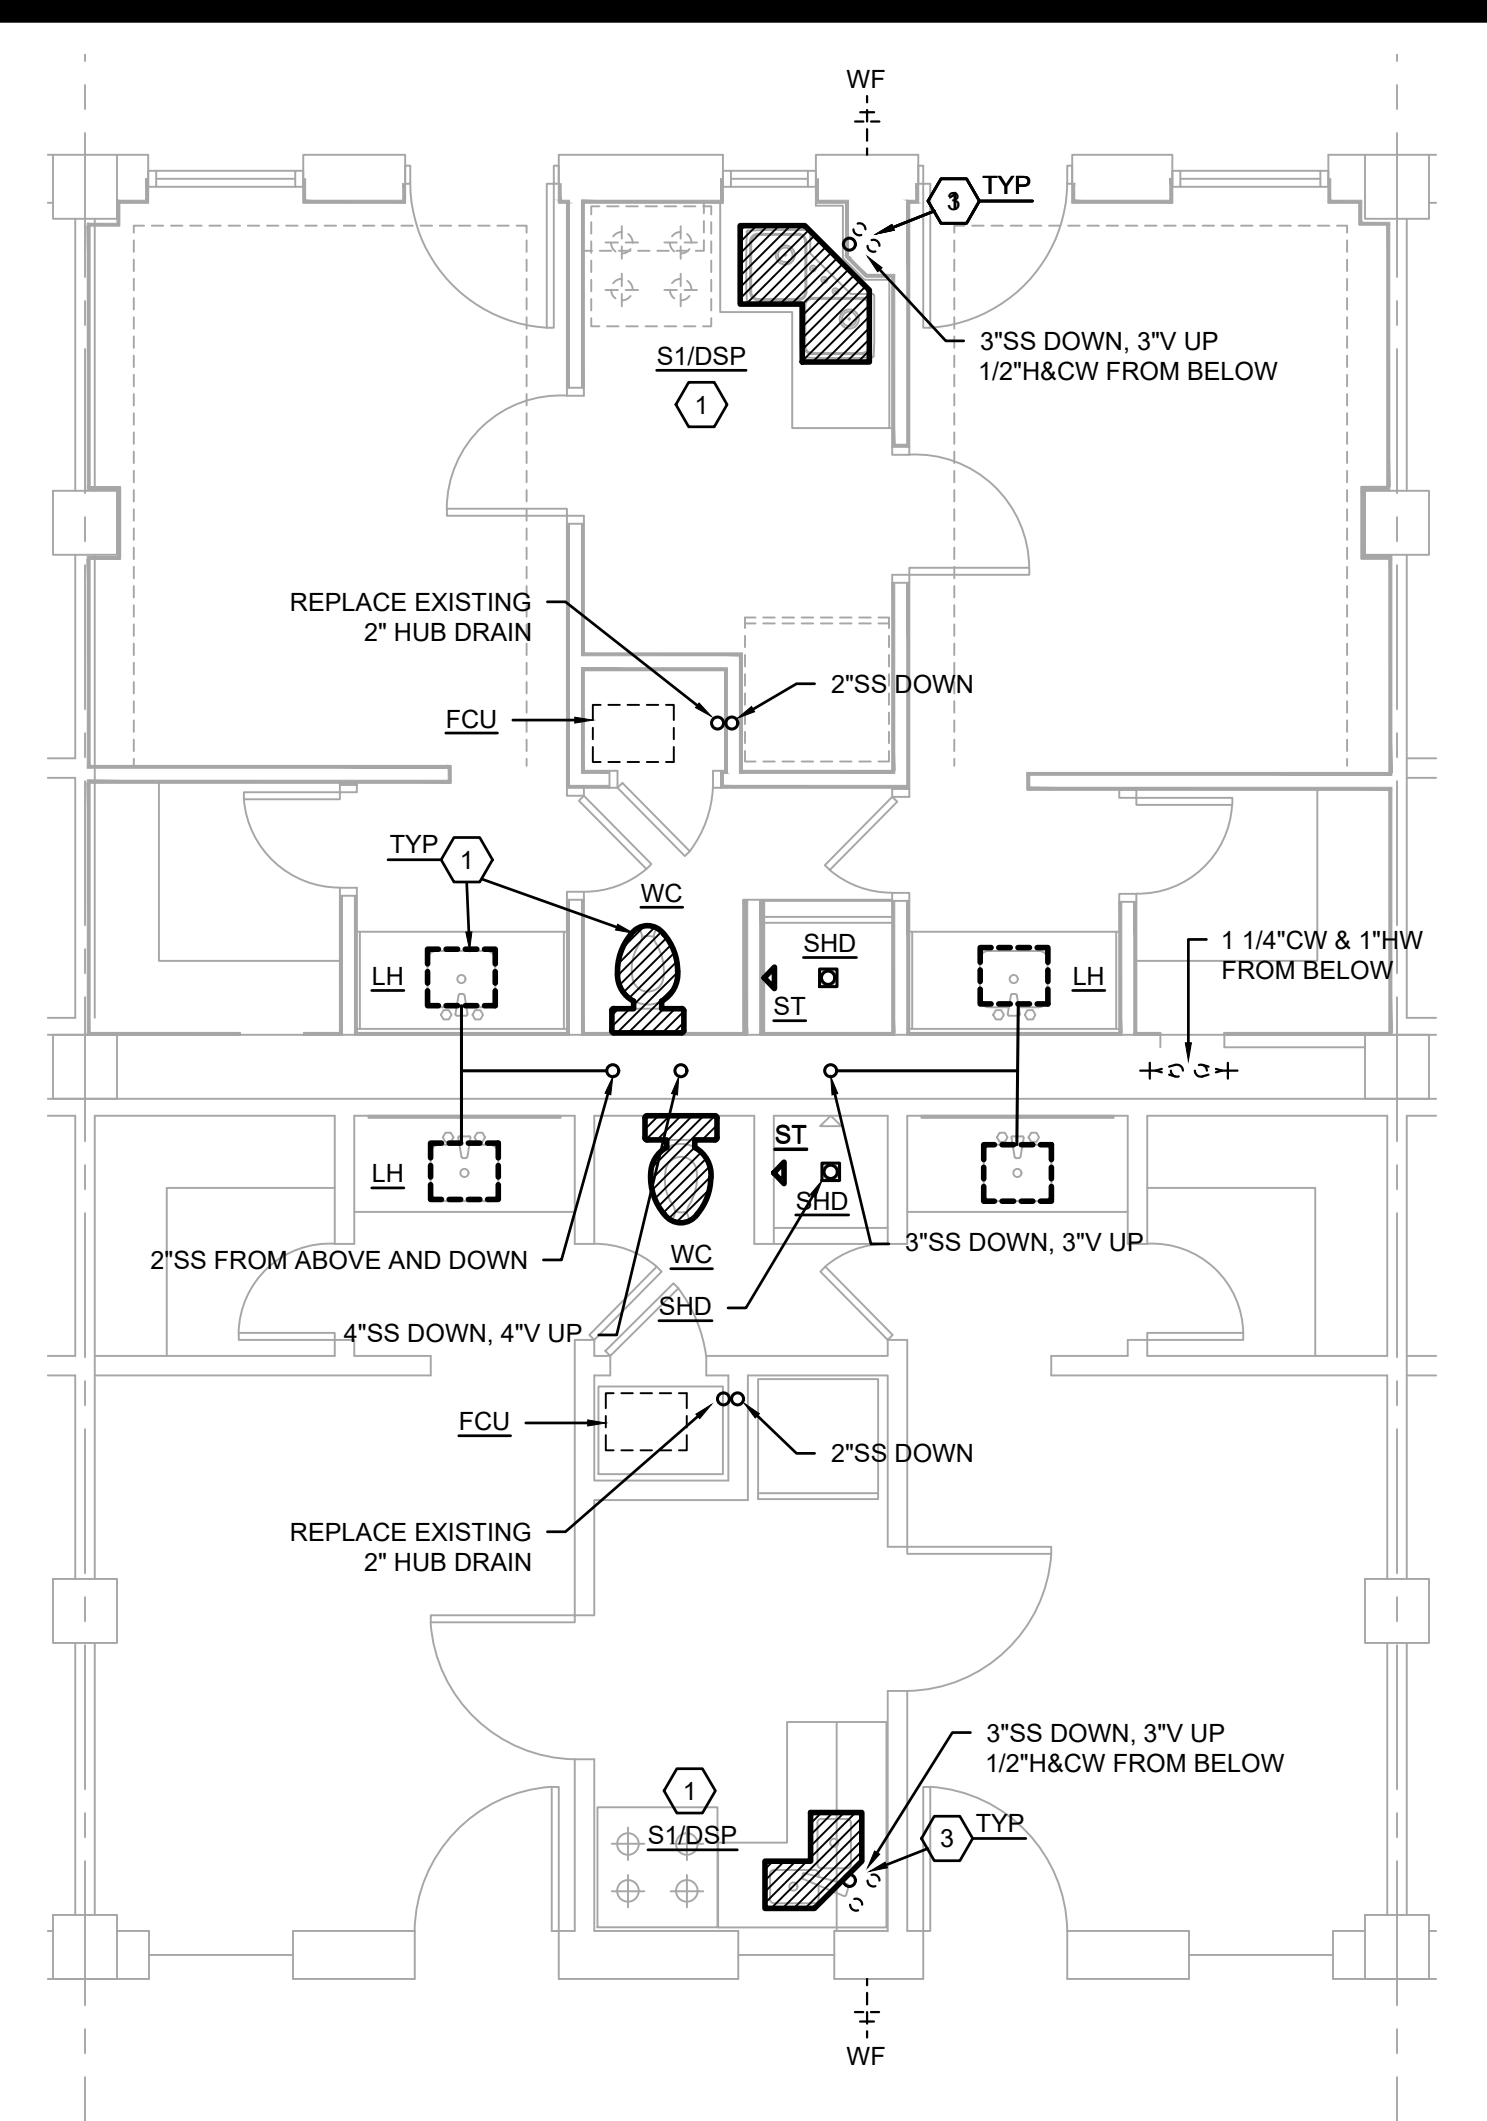 WF
3 TYP
3"SS DOWN, 3"V UP
1/2"H&CW FROM BELOW
S1/DSP
1
REPLACE EXISTING
2" HUB DRAIN
2"SS DOWN
FCU
TYP 1
WC
SHD
1 1/4"CW & 1"HW
FROM BELOW
LH
ST
LH
ST
LH
SHD
3"SS DOWN, 3"V UP
2"SS FROM ABOVE AND DOWN
WC
SHD
4"SS DOWN, 4"V UP
FCU
2"SS DOWN
REPLACE EXISTING
2" HUB DRAIN
3"SS DOWN, 3"V UP
1/2"H&CW FROM BELOW
1
S1/DSP
3 TYP
WF